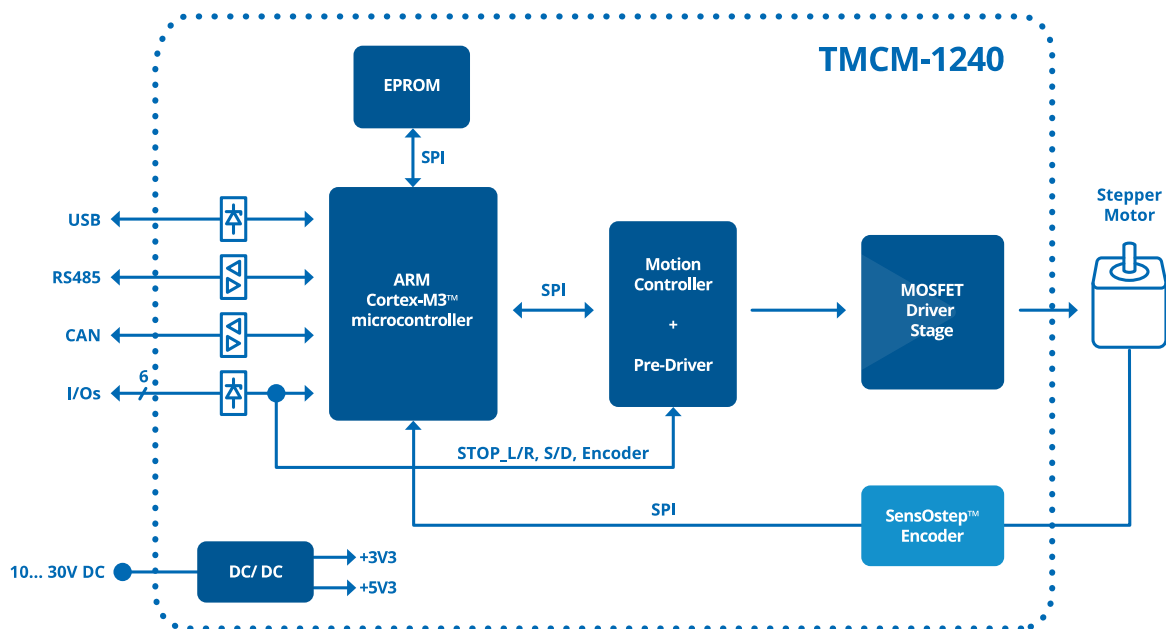 TMCM-1240
EPROM
SPI
USB
RS485
CAN
6
I/Os
ARM
Cortex-M3™
microcontroller
SPI
Motion
Controller
+
Pre-Driver
MOSFET
Driver
Stage
Stepper
Motor
STOP_L/R, S/D, Encoder
SPI
SensOstep™
Encoder
10... 30V DC
DC/ DC
+3V3
+5V3